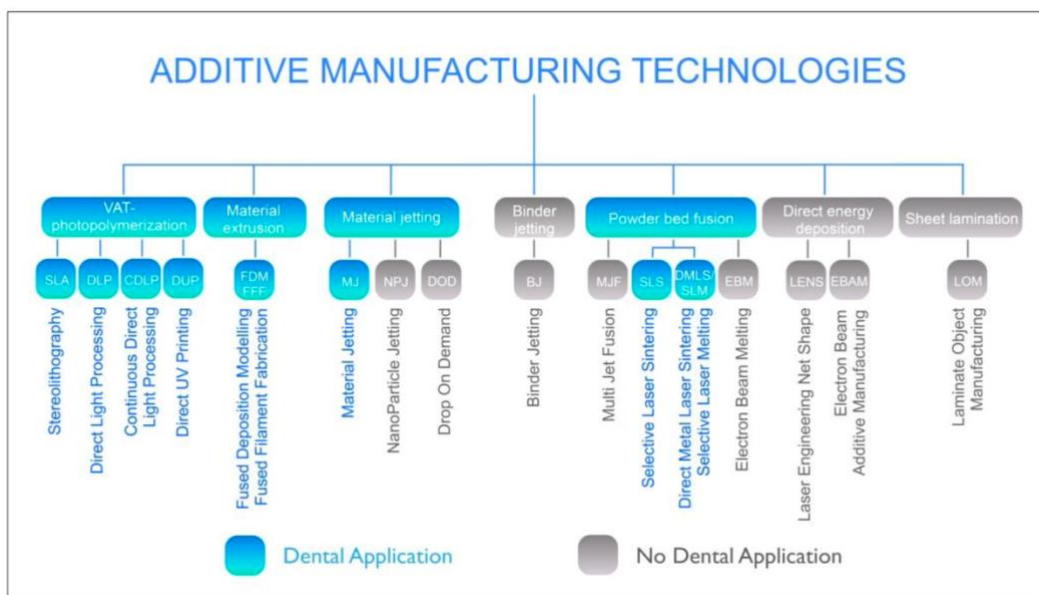 ADDITIVE MANUFACTURING TECHNOLOGIES
VAT-
photopolymerization
Material
extrusion
Material jetting
Binder
jetting
Powder bed fusion
Direct energy
deposition
Sheet lamination
SLA
DLP
CDLP
DUP
FDM
FFF
MJ
NPJ
DOD
BJ
MJF
SLS
DMLS/
SLM
EBM
LENS
EBAM
LOM
Stereolithography
Direct Light Processing
Continuous Direct
Light Processing
Direct UV Printing
Fused Deposition Modelling
Fused Filament Fabrication
Material Jetting
NanoParticle Jetting
Drop On Demand
Binder Jetting
Multi Jet Fusion
Selective Laser Sintering
Direct Metal Laser Sintering
Selective Laser Melting
Electron Beam Melting
Laser Engineering Net Shape
Electron Beam
Additive Manufacturing
Laminate Object
Manufacturing
Dental Application
No Dental Application